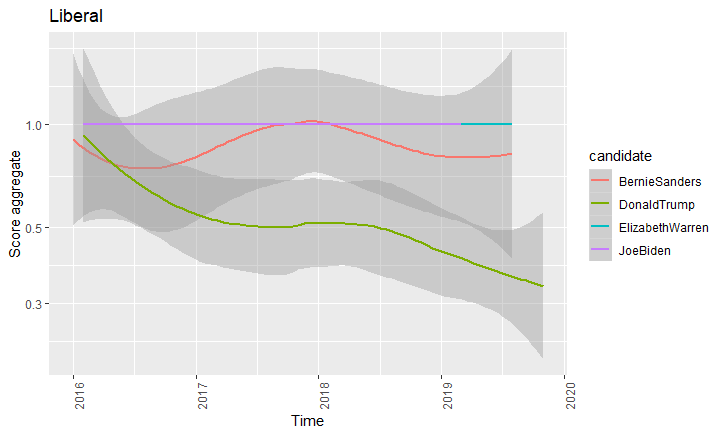 Liberal
Score aggregate
1.0
0.5
0.3
2016
2017
2018
2019
2020
Time
candidate
BernieSanders
DonaldTrump
ElizabethWarren
JoeBiden